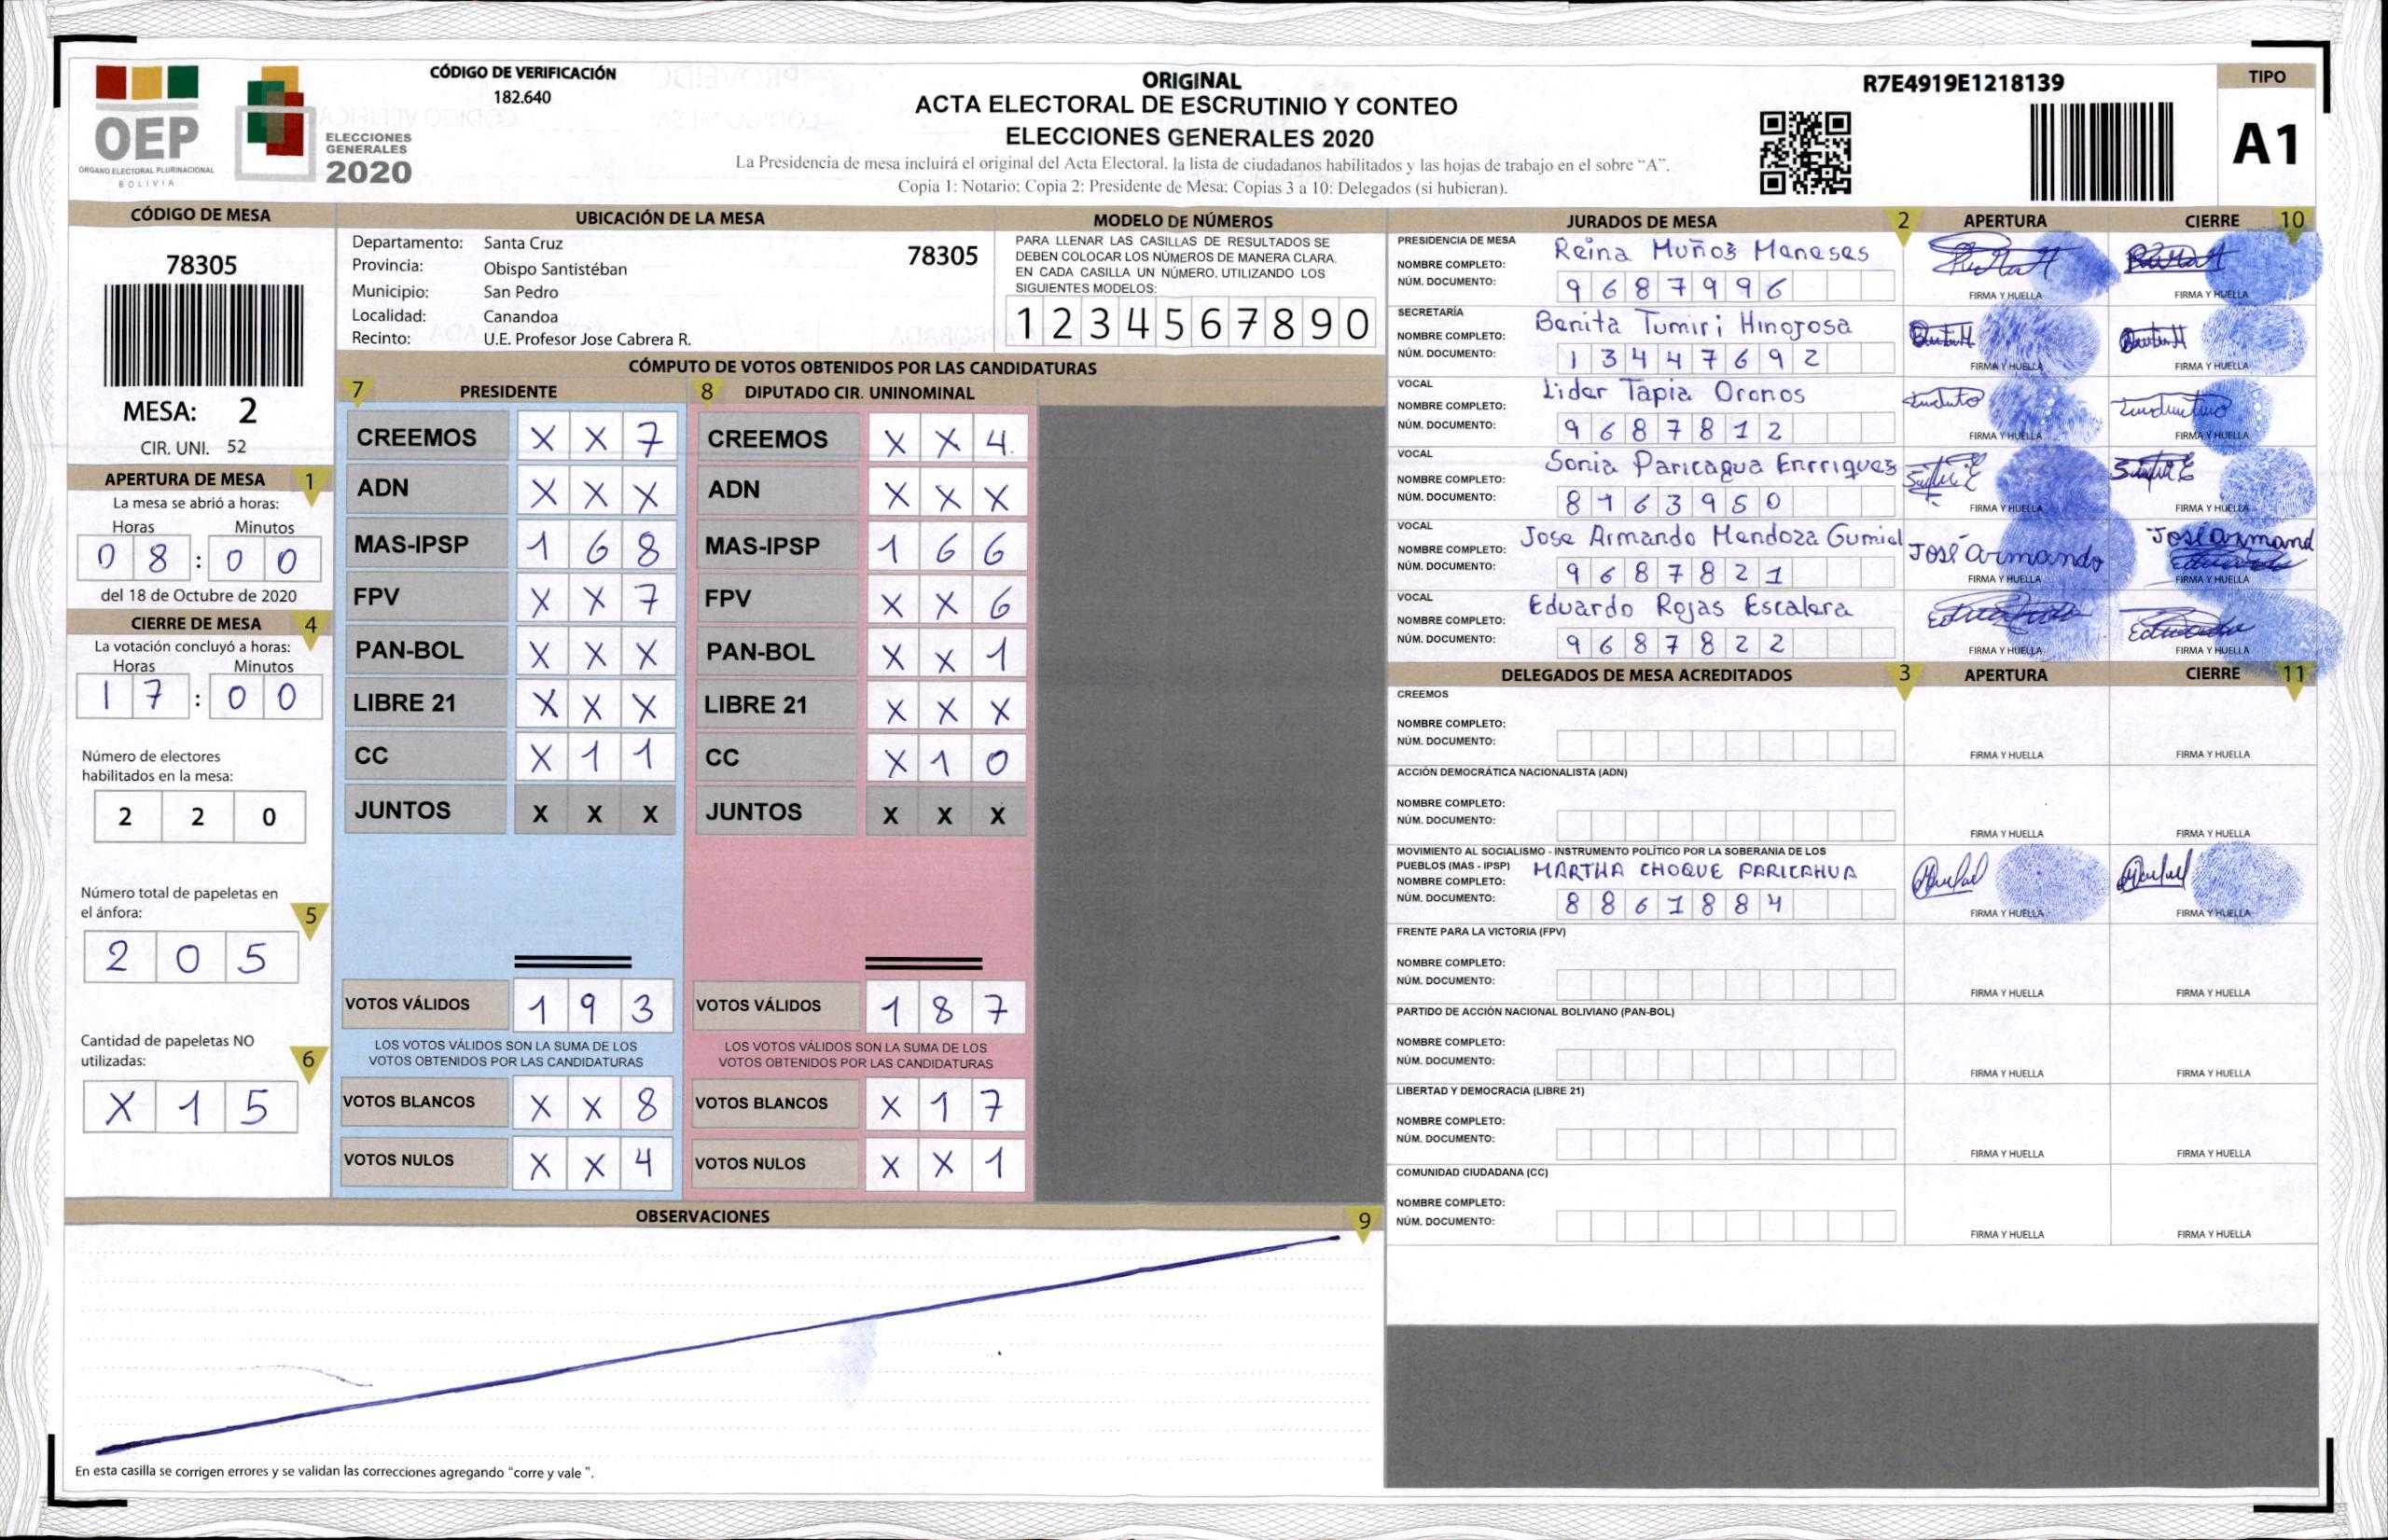 OEP
ÓRGANO ELECTORAL PLURINACIONAL
BOLIVIA
ELECCIONES
GENERALES
2020
CÓDIGO DE VERIFICACIÓN
182.640
ORIGINAL
ACTA ELECTORAL DE ESCRUTINIO Y CONTEO
ELECCIONES GENERALES 2020
La Presidencia de mesa incluirá el original del Acta Electoral, la lista de ciudadanos habilitados y las hojas de trabajo en el sobre “A”.
Copia 1: Notario; Copia 2: Presidente de Mesa; Copias 3 a 10: Delegados (si hubieran).
R7E4919E1218139
TIPO
A1
CÓDIGO DE MESA
78305
MESA: 2
CIR. UNI. 52
APERTURA DE MESA 1
La mesa se abrió a horas:
Horas Minutos
0 8 : 0 0
del 18 de Octubre de 2020
CIERRE DE MESA 4
La votación concluyó a horas:
Horas Minutos
1 7 : 0 0
Número de electores
habilitados en la mesa:
2 2 0
Número total de papeletas en
el ánfora: 5
2 0 5
Cantidad de papeletas NO
utilizadas: 6
X 1 5
UBICACIÓN DE LA MESA
Departamento: Santa Cruz 78305
Provincia: Obispo Santistéban
Municipio: San Pedro
Localidad: Canandoa
Recinto: U.E. Profesor Jose Cabrera R.
MODELO DE NÚMEROS
PARA LLENAR LAS CASILLAS DE RESULTADOS SE
DEBEN COLOCAR LOS NÚMEROS DE MANERA CLARA.
EN CADA CASILLA UN NÚMERO, UTILIZANDO LOS
SIGUIENTES MODELOS:
1 2 3 4 5 6 7 8 9 0
CÓMPUTO DE VOTOS OBTENIDOS POR LAS CANDIDATURAS
7 PRESIDENTE
CREEMOS X X 7
ADN X X X
MAS-IPSP 1 6 8
FPV X X 7
PAN-BOL X X X
LIBRE 21 X X X
CC X 1 1
JUNTOS X X X
VOTOS VÁLIDOS 1 9 3
LOS VOTOS VÁLIDOS SON LA SUMA DE LOS
VOTOS OBTENIDOS POR LAS CANDIDATURAS
VOTOS BLANCOS X X 8
VOTOS NULOS X X 4
8 DIPUTADO CIR. UNINOMINAL
CREEMOS X X 4
ADN X X X
MAS-IPSP 1 6 6
FPV X X 6
PAN-BOL X X 1
LIBRE 21 X X X
CC X 1 0
JUNTOS X X X
VOTOS VÁLIDOS 1 8 7
LOS VOTOS VÁLIDOS SON LA SUMA DE LOS
VOTOS OBTENIDOS POR LAS CANDIDATURAS
VOTOS BLANCOS X 1 7
VOTOS NULOS X X 1
OBSERVACIONES 9
En esta casilla se corrigen errores y se validan las correcciones agregando “corre y vale ”.
JURADOS DE MESA 2 APERTURA CIERRE 10
PRESIDENCIA DE MESA
NOMBRE COMPLETO: Reina Muñoz Meneses
NÚM. DOCUMENTO: 9 6 8 7 9 9 6
FIRMA Y HUELLA FIRMA Y HUELLA
SECRETARÍA
NOMBRE COMPLETO: Benita Tumiri Hinojosa
NÚM. DOCUMENTO: 1 3 4 4 7 6 9 2
FIRMA Y HUELLA FIRMA Y HUELLA
VOCAL
NOMBRE COMPLETO: Lider Tapia Oronos
NÚM. DOCUMENTO: 9 6 8 7 8 1 2
FIRMA Y HUELLA FIRMA Y HUELLA
VOCAL
NOMBRE COMPLETO: Sonia Paricagua Enrriquez
NÚM. DOCUMENTO: 8 1 6 3 9 5 0
FIRMA Y HUELLA FIRMA Y HUELLA
VOCAL
NOMBRE COMPLETO: Jose Armando Mendoza Gumiel
NÚM. DOCUMENTO: 9 6 8 7 8 2 1
José Armando José Armand
FIRMA Y HUELLA FIRMA Y HUELLA
VOCAL
NOMBRE COMPLETO: Eduardo Rojas Escalera
NÚM. DOCUMENTO: 9 6 8 7 8 2 2
FIRMA Y HUELLA FIRMA Y HUELLA
DELEGADOS DE MESA ACREDITADOS 3 APERTURA CIERRE 11
CREEMOS
NOMBRE COMPLETO:
NÚM. DOCUMENTO:
FIRMA Y HUELLA FIRMA Y HUELLA
ACCIÓN DEMOCRÁTICA NACIONALISTA (ADN)
NOMBRE COMPLETO:
NÚM. DOCUMENTO:
FIRMA Y HUELLA FIRMA Y HUELLA
MOVIMIENTO AL SOCIALISMO - INSTRUMENTO POLÍTICO POR LA SOBERANIA DE LOS
PUEBLOS (MAS - IPSP)
NOMBRE COMPLETO: MARTHA CHOQUE PARICAHUA
NÚM. DOCUMENTO: 8 8 6 1 8 8 4
FIRMA Y HUELLA FIRMA Y HUELLA
FRENTE PARA LA VICTORIA (FPV)
NOMBRE COMPLETO:
NÚM. DOCUMENTO:
FIRMA Y HUELLA FIRMA Y HUELLA
PARTIDO DE ACCIÓN NACIONAL BOLIVIANO (PAN-BOL)
NOMBRE COMPLETO:
NÚM. DOCUMENTO:
FIRMA Y HUELLA FIRMA Y HUELLA
LIBERTAD Y DEMOCRACIA (LIBRE 21)
NOMBRE COMPLETO:
NÚM. DOCUMENTO:
FIRMA Y HUELLA FIRMA Y HUELLA
COMUNIDAD CIUDADANA (CC)
NOMBRE COMPLETO:
NÚM. DOCUMENTO:
FIRMA Y HUELLA FIRMA Y HUELLA